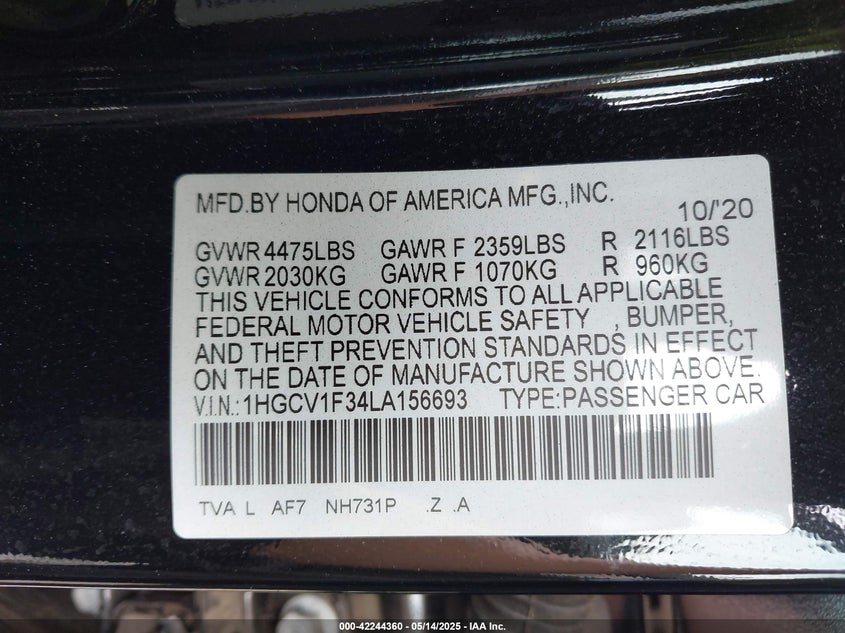 MFD.BY HONDA OF AMERICA MFG.,INC. 10/'20
GVWR 4475LBS GAWR F 2359LBS R 2116LBS
GVWR 2030KG GAWR F 1070KG R 960KG
THIS VEHICLE CONFORMS TO ALL APPLICABLE
FEDERAL MOTOR VEHICLE SAFETY , BUMPER,
AND THEFT PREVENTION STANDARDS IN EFFECT
ON THE DATE OF MANUFACTURE SHOWN ABOVE.
V.I.N.:1HGCV1F34LA156693 TYPE:PASSENGER CAR
TVA L AF7 NH731P .Z .A
000-42244360 - 05/14/2025 - IAA Inc.